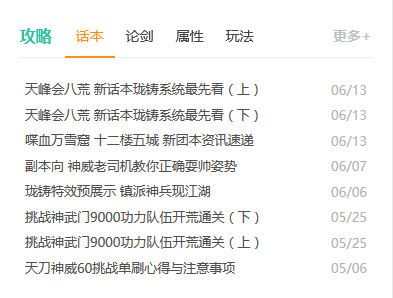 攻略 话本 论剑 属性 玩法 更多+
天峰会八荒 新话本珑铸系统最先看（上） 06/13
天峰会八荒 新话本珑铸系统最先看（下） 06/13
喋血万雪窟 十二楼五城 新团本资讯速递 06/13
副本向 神威老司机教你正确耍帅姿势 06/07
珑铸特效预展示 镇派神兵现江湖 06/06
挑战神武门9000功力队伍开荒通关（下） 05/25
挑战神武门9000功力队伍开荒通关（上） 05/25
天刀神威60挑战单刷心得与注意事项 05/06